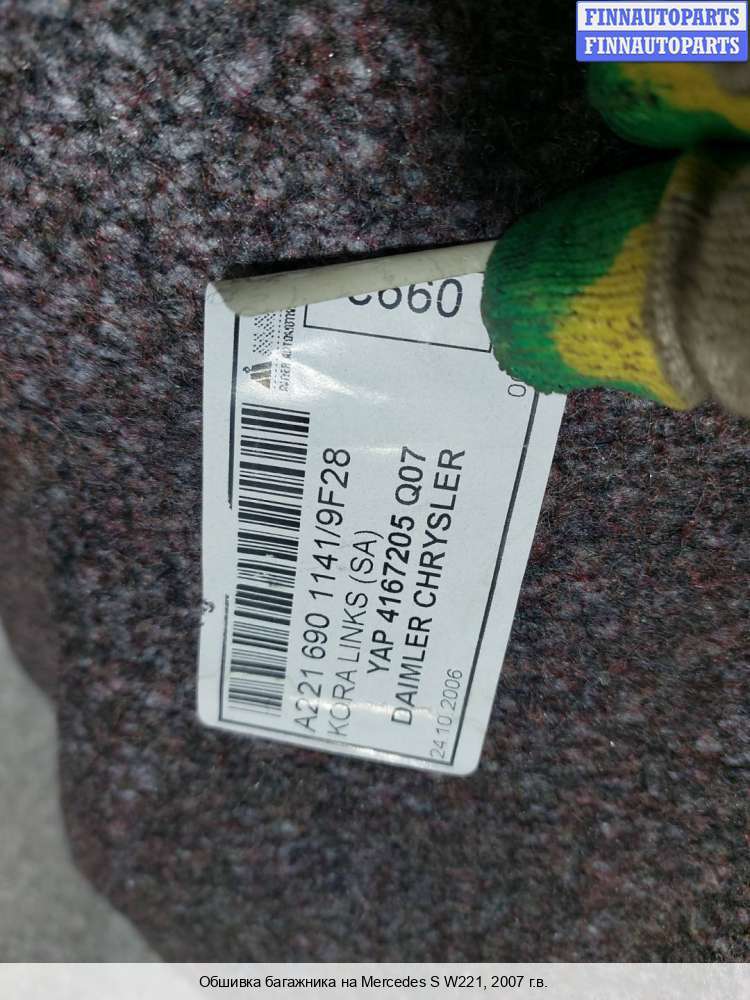 FINNAUTOPARTS
FINNAUTOPARTS
A221 690 1141/9F28
KORA LINKS (SA)
YAP 4167205 Q07
DAIMLER CHRYSLER
24.10.2006
Обшивка багажника на Mercedes S W221, 2007 г.в.